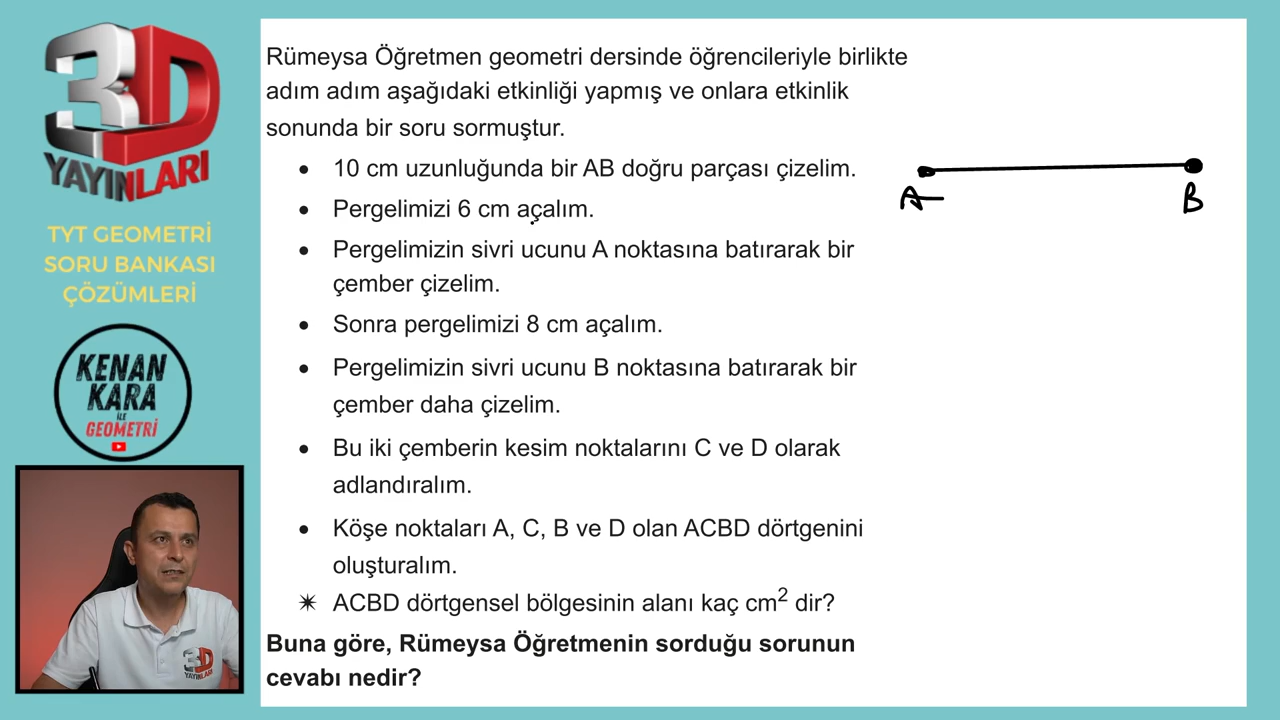 3D
YAYINLARI
TYT GEOMETRİ
SORU BANKASI
ÇÖZÜMLERİ
KENAN
KARA
İLE
GEOMETRİ
3D
YAYINLARI
Rümeysa Öğretmen geometri dersinde öğrencileriyle birlikte
adım adım aşağıdaki etkinliği yapmış ve onlara etkinlik
sonunda bir soru sormuştur.
• 10 cm uzunluğunda bir AB doğru parçası çizelim.
• Pergelimizi 6 cm açalım.
• Pergelimizin sivri ucunu A noktasına batırarak bir
çember çizelim.
• Sonra pergelimizi 8 cm açalım.
• Pergelimizin sivri ucunu B noktasına batırarak bir
çember daha çizelim.
• Bu iki çemberin kesim noktalarını C ve D olarak
adlandıralım.
• Köşe noktaları A, C, B ve D olan ACBD dörtgenini
oluşturalım.
✴ ACBD dörtgensel bölgesinin alanı kaç cm² dir?
Buna göre, Rümeysa Öğretmenin sorduğu sorunun
cevabı nedir?
A B